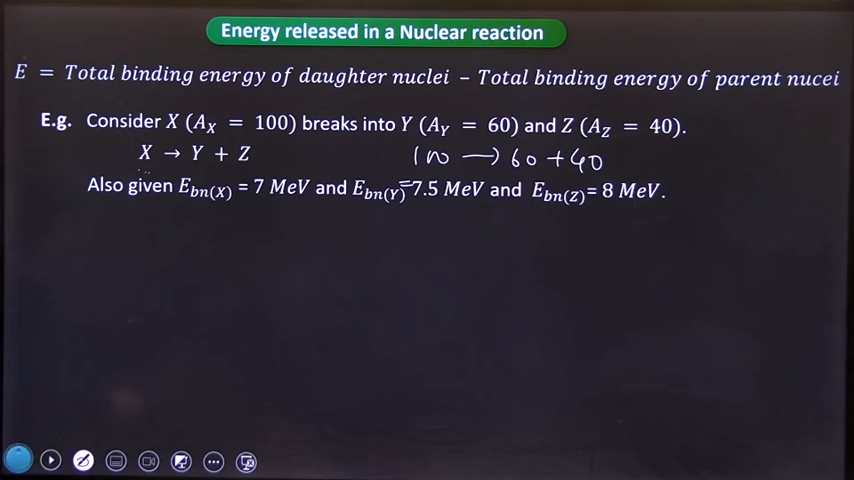 Energy released in a Nuclear reaction
E = Total binding energy of daughter nuclei – Total binding energy of parent nucei
E.g. Consider X (A_X = 100) breaks into Y (A_Y = 60) and Z (A_Z = 40).
X → Y + Z 100 → 60 + 40
Also given E_bn(X) = 7 MeV and E_bn(Y) = 7.5 MeV and E_bn(Z) = 8 MeV.